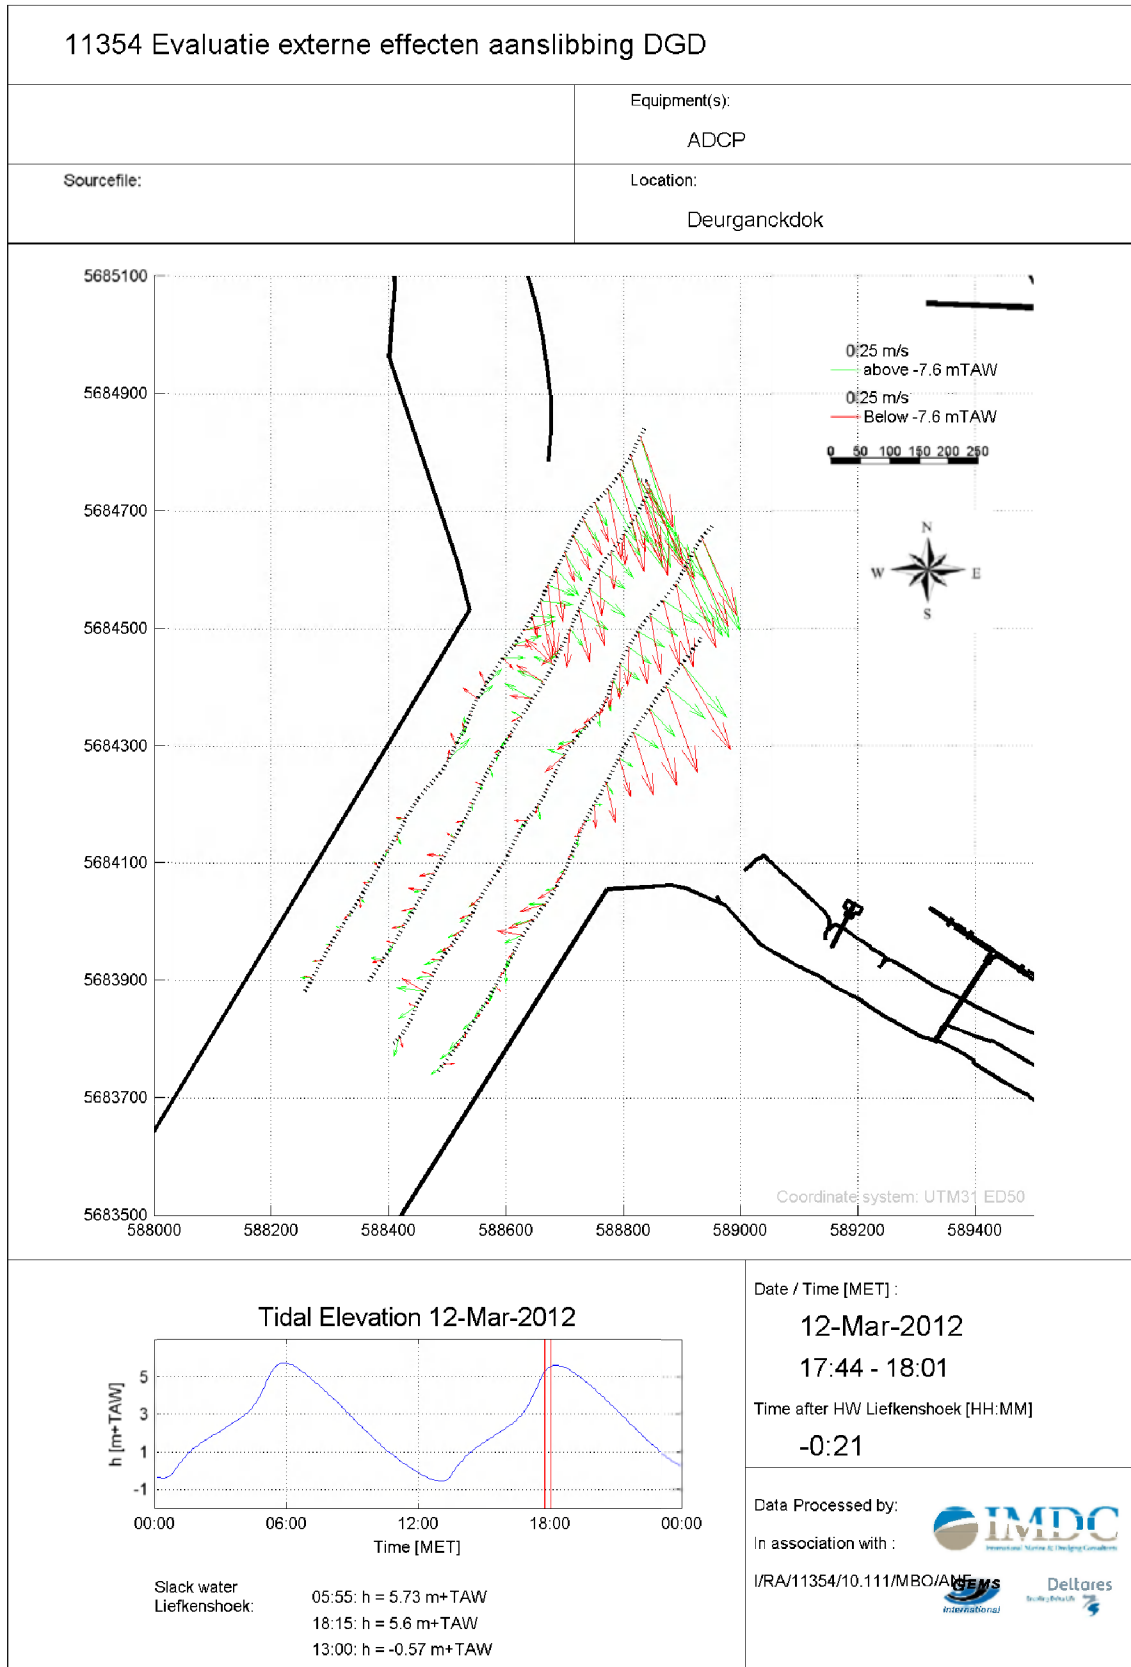 11354 Evaluatie externe effecten aanslibbing DGD
Equipment(s):
ADCP
Sourcefile:
Location:
Deurganckdok
5685100
5684900
5684700
5684500
5684300
5684100
5683900
5683700
5683500
588000 588200 588400 588600 588800 589000 589200 589400
0.25 m/s
above -7.6 mTAW
0.25 m/s
Below -7.6 mTAW
0 50 100 150 200 250
N
W E
S
Coordinate system: UTM31 ED50
Tidal Elevation 12-Mar-2012
h [m+TAW]
5
3
1
-1
00:00 06:00 12:00 18:00 00:00
Time [MET]
Slack water
Liefkenshoek:
05:55: h = 5.73 m+TAW
18:15: h = 5.6 m+TAW
13:00: h = -0.57 m+TAW
Date / Time [MET] :
12-Mar-2012
17:44 - 18:01
Time after HW Liefkenshoek [HH:MM]
-0:21
Data Processed by:
IMDC
International Marine & Dredging Consultants
In association with :
I/RA/11354/10.111/MBO/ANF
GEMS
International
Deltares